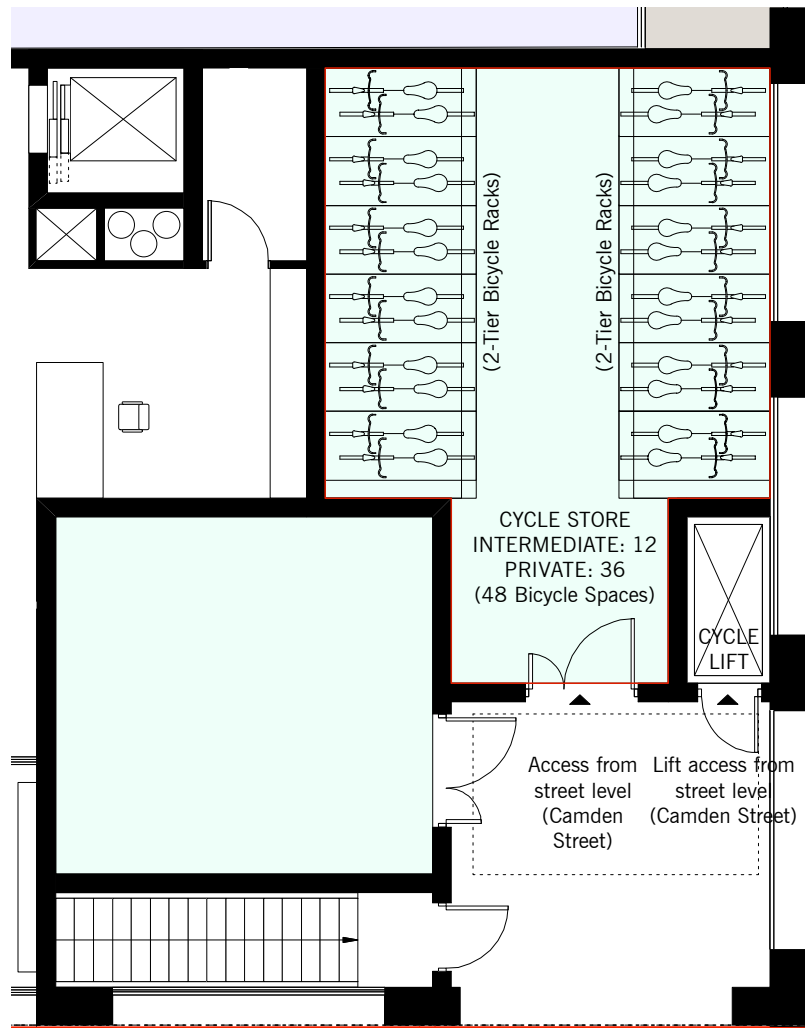 (2-Tier Bicycle Racks)
(2-Tier Bicycle Racks)
CYCLE STORE
INTERMEDIATE: 12
PRIVATE: 36
(48 Bicycle Spaces)
CYCLE
LIFT
Access from
street level
(Camden
Street)
Lift access from
street level
(Camden Street)